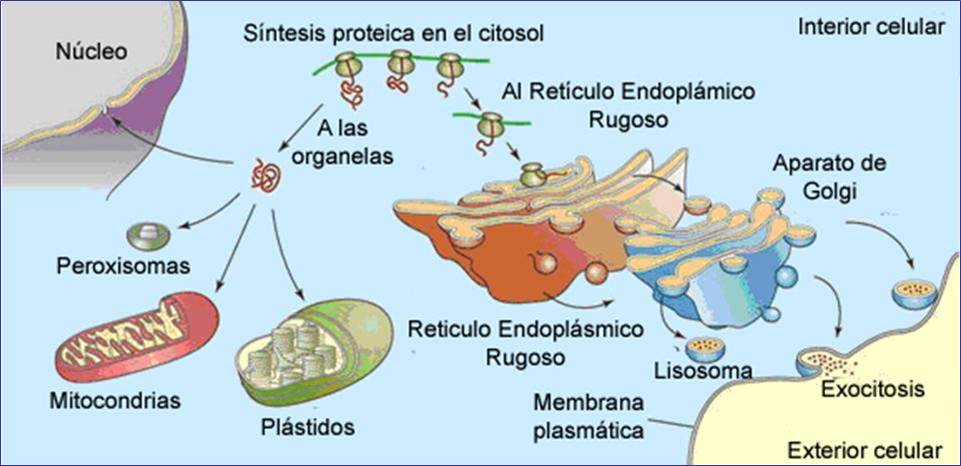 Síntesis proteica en el citosol
Interior celular
Núcleo
Al Retículo Endoplámico
Rugoso
A las
organelas
Aparato de
Golgi
Peroxisomas
Reticulo Endoplásmico
Rugoso
Lisosoma
Mitocondrias
Plástidos
Membrana
plasmática
Exocitosis
Exterior celular